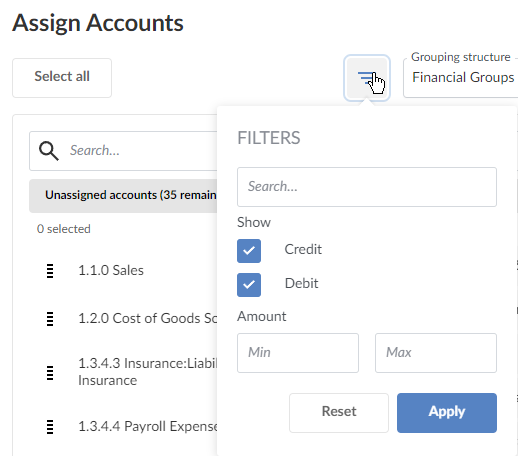 Assign Accounts
Select all
Grouping structure
Financial Groups
Search...
Unassigned accounts (35 remain
0 selected
1.1.0 Sales
1.2.0 Cost of Goods
1.3.4.3 Insurance:Liabil
Insurance
1.3.4.4 Payroll Expense
FILTERS
Search...
Show
Credit
Debit
Amount
Min
Max
Reset
Apply